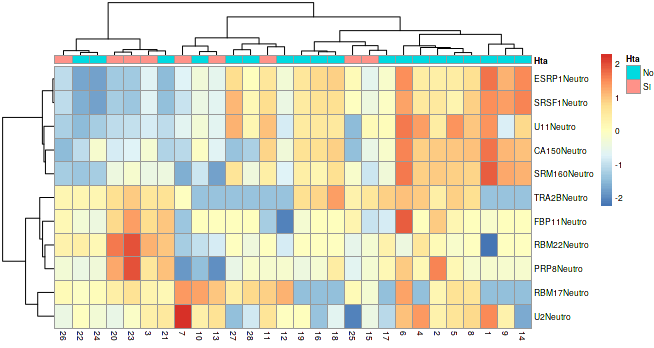 Hta
ESRP1Neutro
SRSF1Neutro
U11Neutro
CA150Neutro
SRM160Neutro
TRA2BNeutro
FBP11Neutro
RBM22Neutro
PRP8Neutro
RBM17Neutro
U2Neutro
26 22 24 20 23 3 21 7 10 13 27 28 11 12 19 16 18 25 15 17 6 4 2 5 8 1 9 14
2
1
0
-1
-2
Hta
No
Si